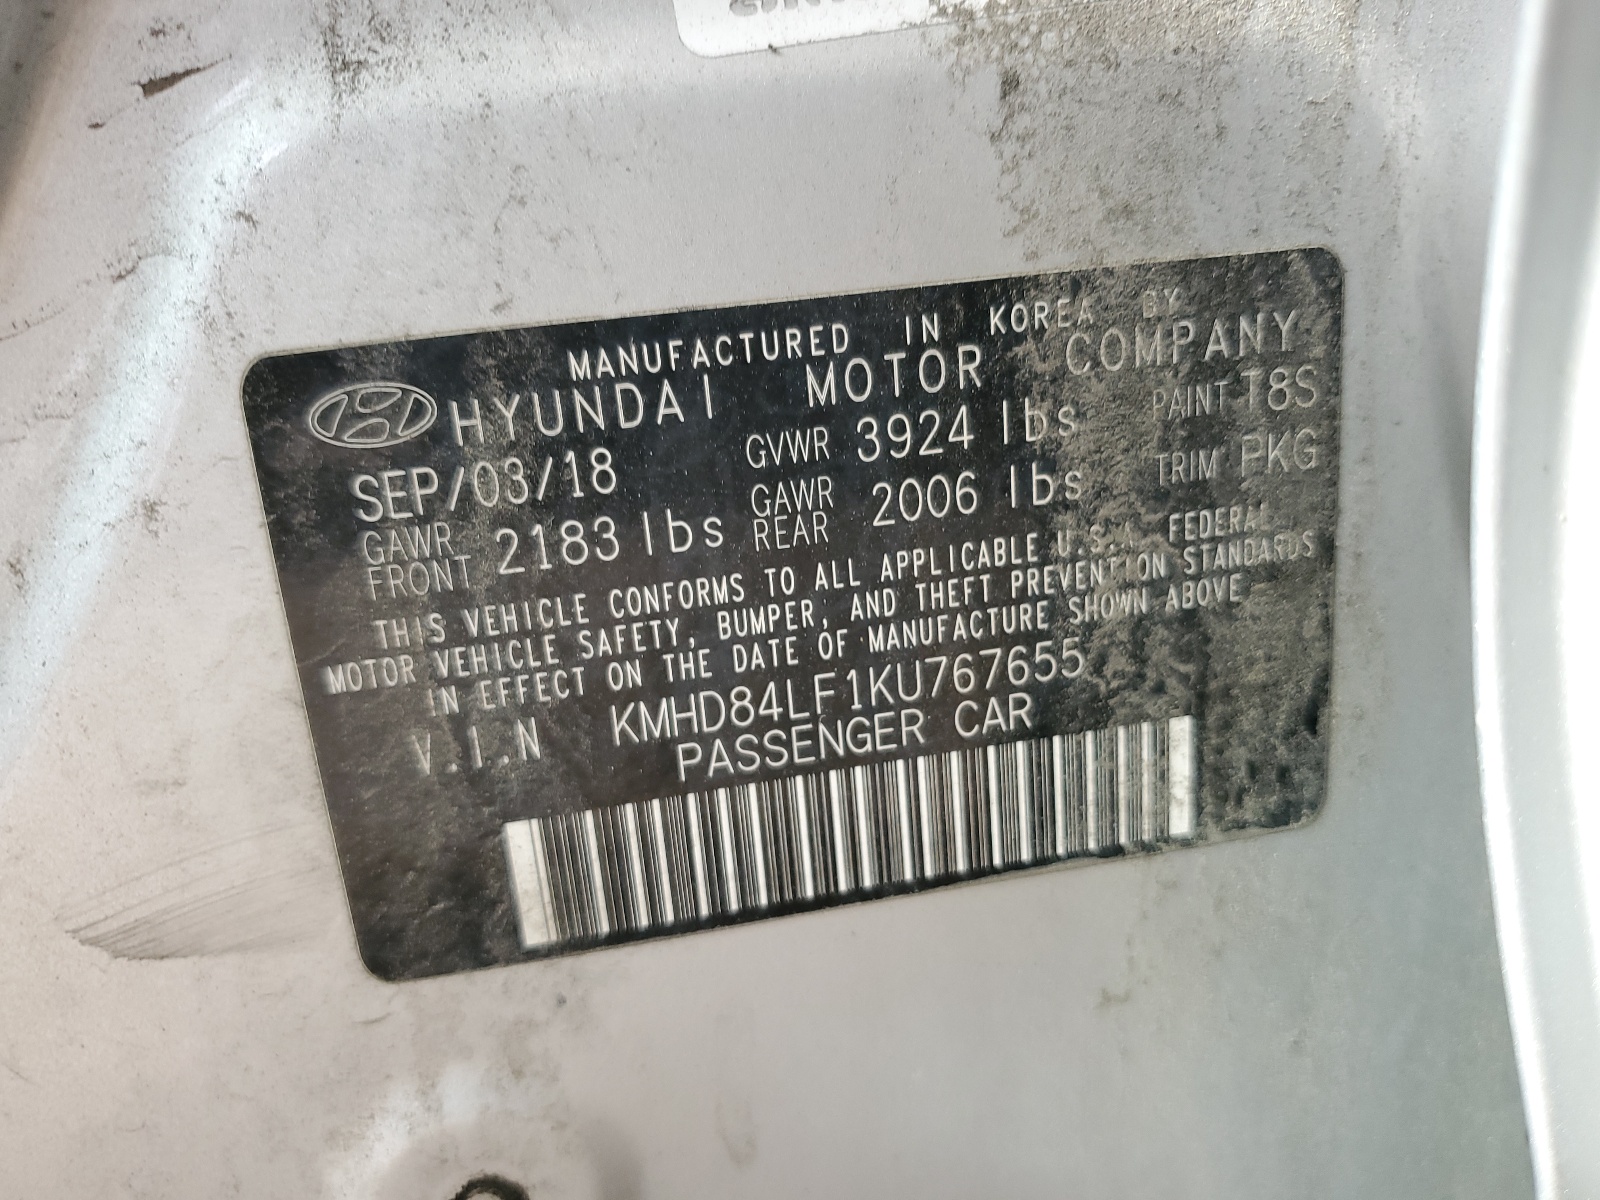 MANUFACTURED IN KOREA BY
HYUNDAI MOTOR COMPANY
SEP/03/18 GVWR 3924 lbs PAINT T8S
GAWR FRONT 2183 lbs GAWR REAR 2006 lbs TRIM PKG
THIS VEHICLE CONFORMS TO ALL APPLICABLE U.S. FEDERAL
MOTOR VEHICLE SAFETY, BUMPER, AND THEFT PREVENTION STANDARDS
IN EFFECT ON THE DATE OF MANUFACTURE SHOWN ABOVE
V.I.N KMHD84LF1KU767655
PASSENGER CAR